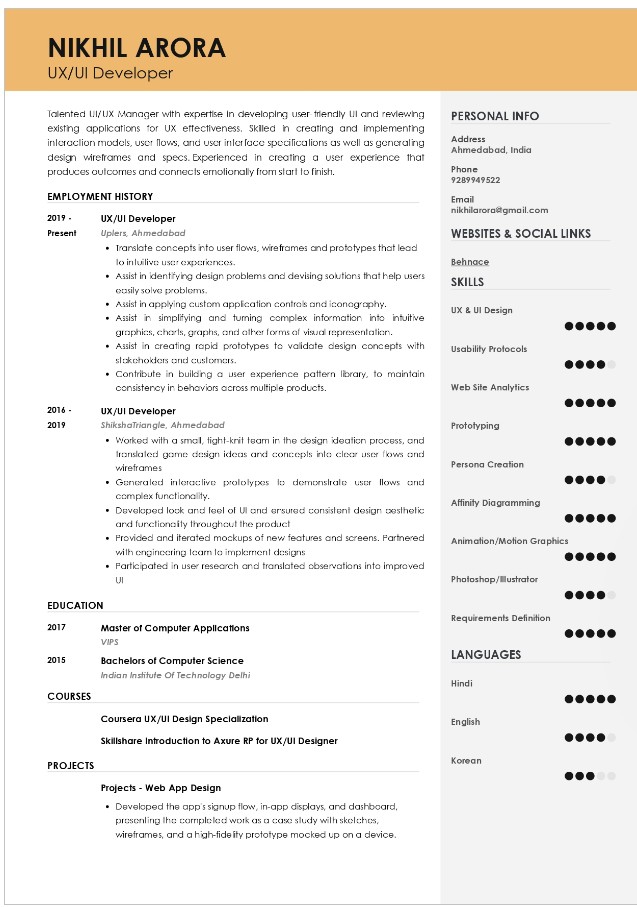 NIKHIL ARORA
UX/UI Developer
Talented UI/UX Manager with expertise in developing user-friendly UI and reviewing
existing applications for UX effectiveness. Skilled in creating and implementing
interaction models, user flows, and user interface specifications as well as generating
design wireframes and specs. Experienced in creating a user experience that
produces outcomes and connects emotionally from start to finish.
EMPLOYMENT HISTORY
2019 - UX/UI Developer
Present Uplers, Ahmedabad
• Translate concepts into user flows, wireframes and prototypes that lead
to intuitive user experiences.
• Assist in identifying design problems and devising solutions that help users
easily solve problems.
• Assist in applying custom application controls and iconography.
• Assist in simplifying and turning complex information into intuitive
graphics, charts, graphs, and other forms of visual representation.
• Assist in creating rapid prototypes to validate design concepts with
stakeholders and customers.
• Contribute in building a user experience pattern library, to maintain
consistency in behaviors across multiple products.
2016 - UX/UI Developer
2019 ShikshaTriangle, Ahmedabad
• Worked with a small, tight-knit team in the design ideation process, and
translated game design ideas and concepts into clear user flows and
wireframes
• Generated interactive prototypes to demonstrate user flows and
complex functionality.
• Developed look and feel of UI and ensured consistent design aesthetic
and functionality throughout the product
• Provided and iterated mockups of new features and screens. Partnered
with engineering team to implement designs
• Participated in user research and translated observations into improved
UI
EDUCATION
2017 Master of Computer Applications
VIPS
2015 Bachelors of Computer Science
Indian Institute Of Technology Delhi
COURSES
Coursera UX/UI Design Specialization
Skillshare Introduction to Axure RP for UX/UI Designer
PROJECTS
Projects - Web App Design
• Developed the app's signup flow, in-app displays, and dashboard,
presenting the completed work as a case study with sketches,
wireframes, and a high-fidelity prototype mocked up on a device.
PERSONAL INFO
Address
Ahmedabad, India
Phone
9289949522
Email
nikhilarora@gmail.com
WEBSITES & SOCIAL LINKS
Behnace
SKILLS
UX & UI Design
Usability Protocols
Web Site Analytics
Prototyping
Persona Creation
Affinity Diagramming
Animation/Motion Graphics
Photoshop/Illustrator
Requirements Definition
LANGUAGES
Hindi
English
Korean